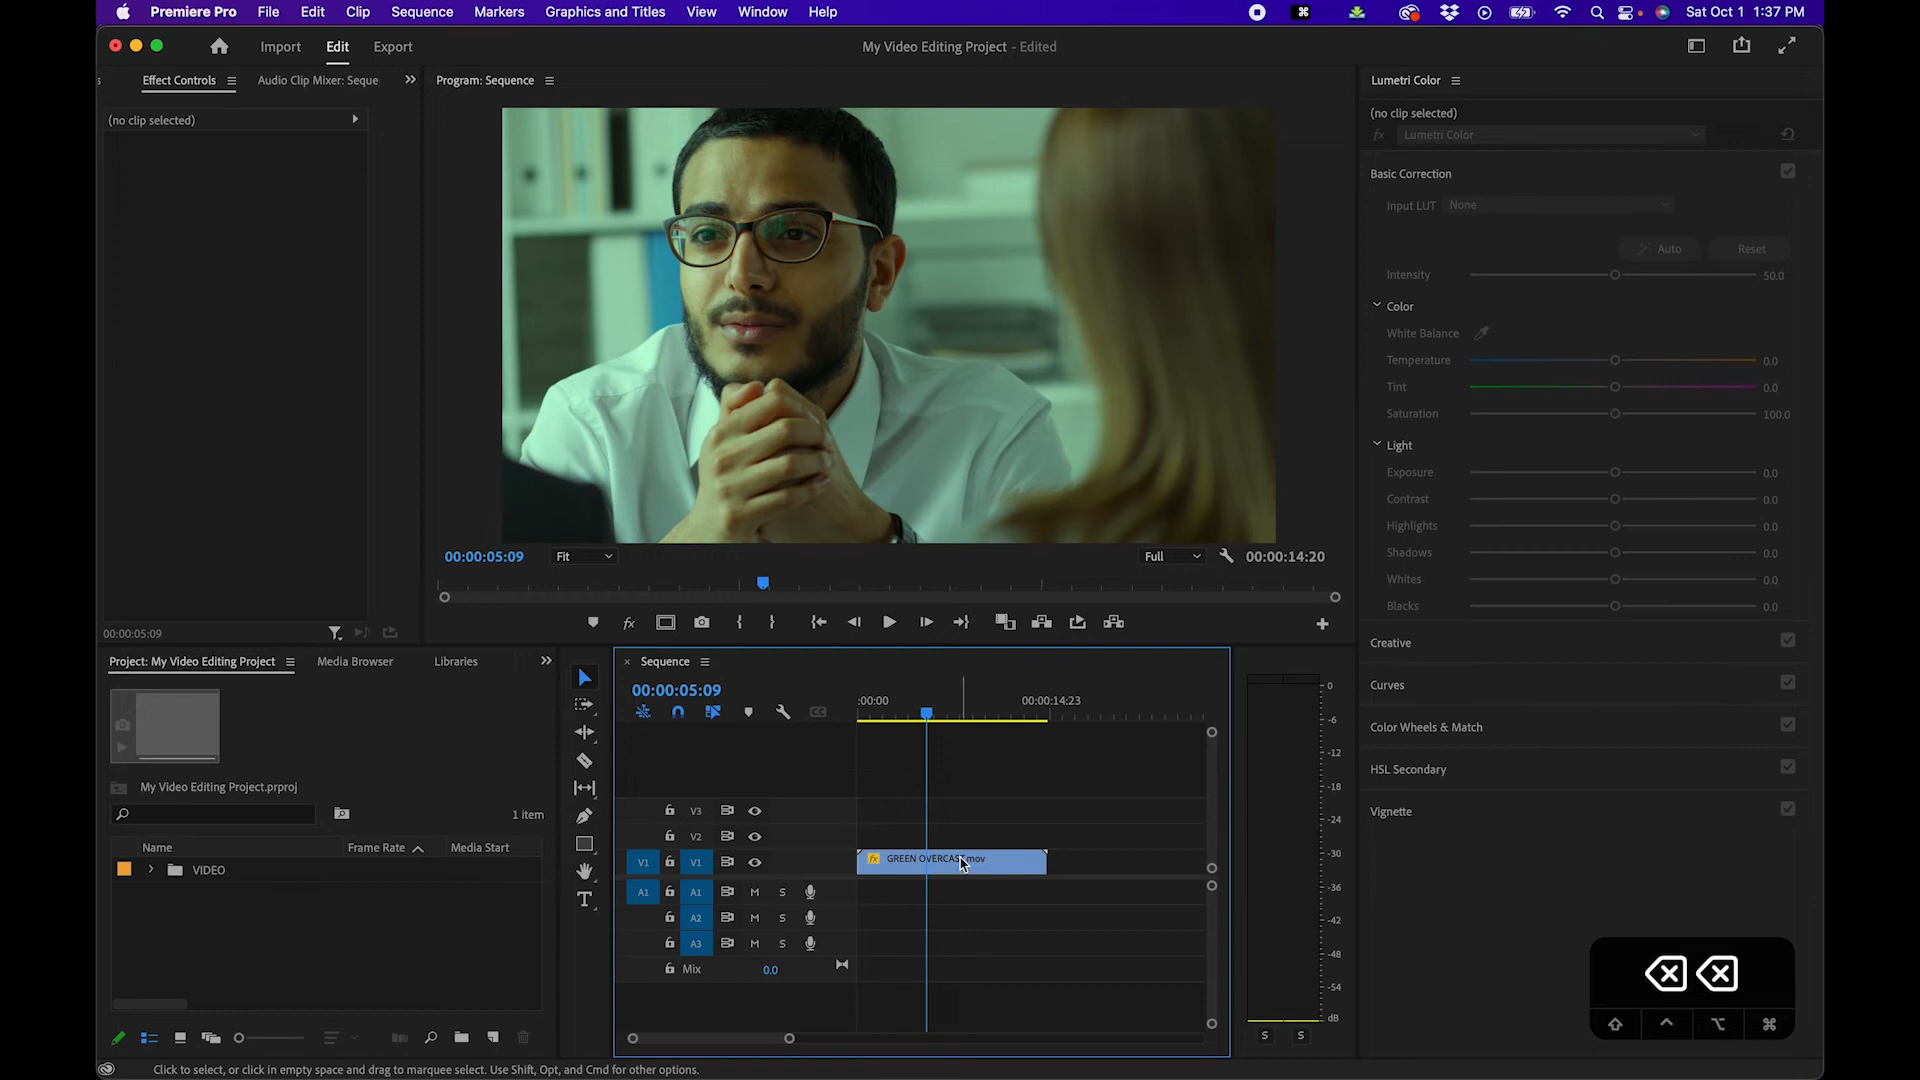 Premiere Pro File Edit Clip Sequence Markers Graphics and Titles View Window Help Sat Oct 1 1:37 PM
Import Edit Export My Video Editing Project - Edited
s Effect Controls Audio Clip Mixer: Seque Program: Sequence Lumetri Color
(no clip selected)
(no clip selected)
fx Lumetri Color
Basic Correction
Input LUT None
Auto Reset
Intensity 50.0
Color
White Balance
Temperature 0.0
Tint 0.0
Saturation 100.0
Light
Exposure 0.0
Contrast 0.0
Highlights 0.0
Shadows 0.0
Whites 0.0
Blacks 0.0
Creative
Curves
Color Wheels & Match
HSL Secondary
Vignette
00:00:05:09 Fit Full 00:00:14:20
fx
00:00:05:09
Project: My Video Editing Project Media Browser Libraries
My Video Editing Project.prproj
1 item
Name Frame Rate Media Start
VIDEO
Sequence
00:00:05:09
:00:00 00:00:14:23
CC
V3
V2
V1 V1 fx GREEN OVERCAST.mov
A1 A1 M S
A2 M S
A3 M S
Mix 0.0
0
-6
-12
-18
-24
-30
-36
-42
-48
-54
dB
S S
T
Click to select, or click in empty space and drag to marquee select. Use Shift, Opt, and Cmd for other options.